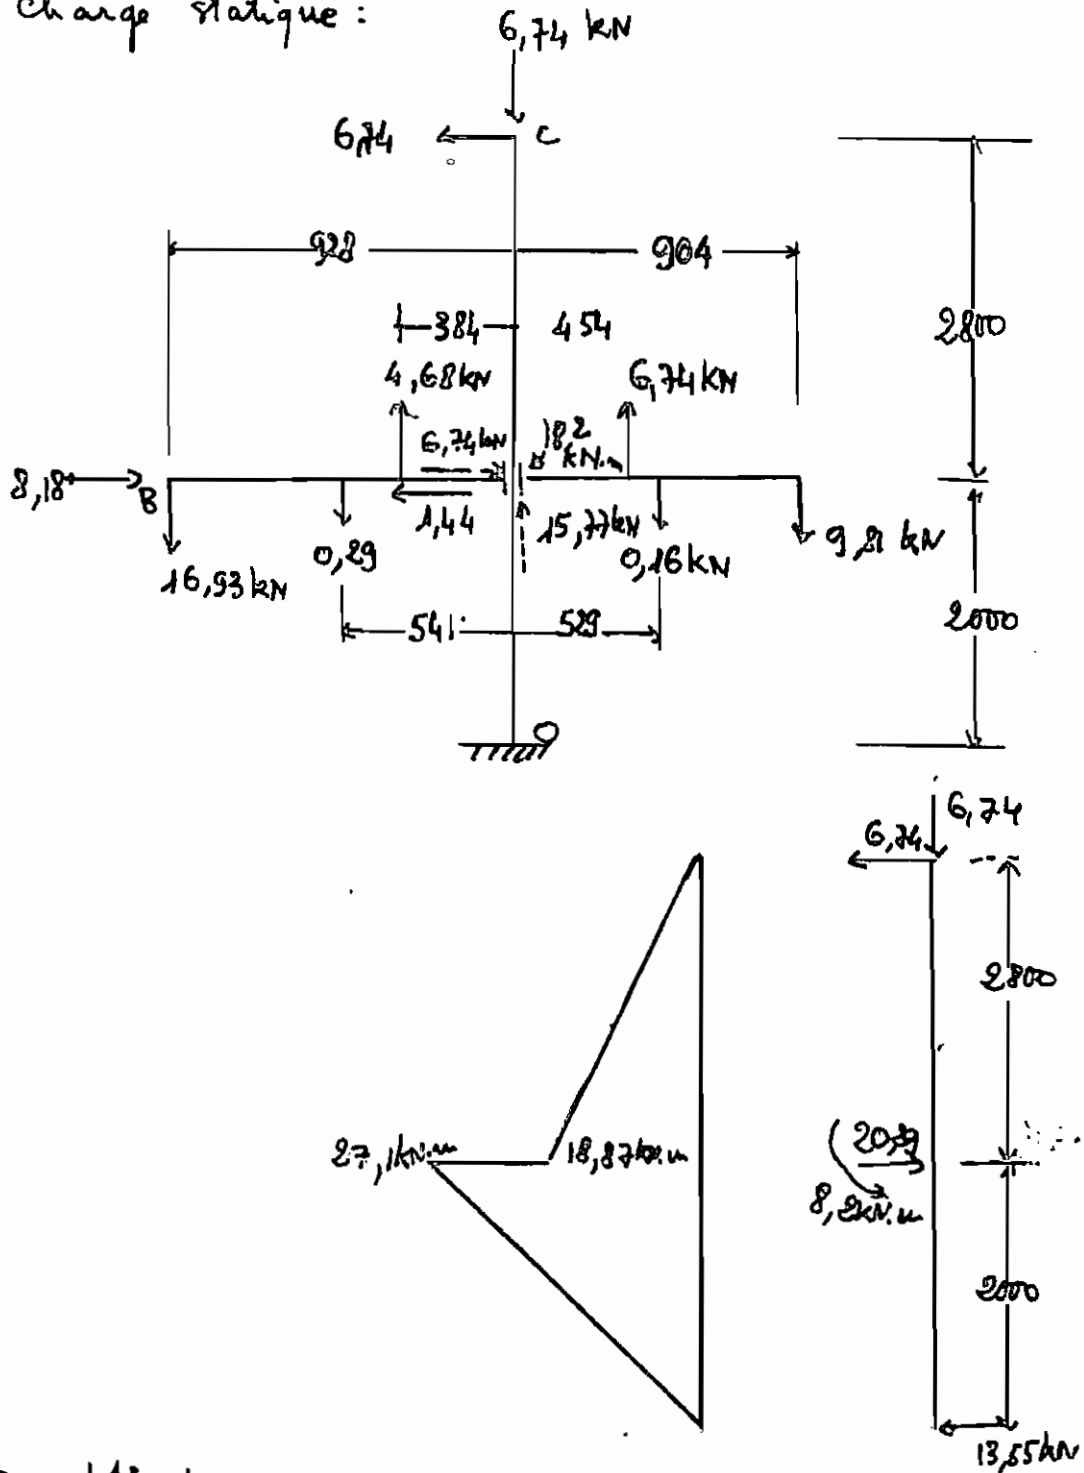 Charge statique :
6,74 kN
6,74
C
928
904
384
454
2800
4,68 kN
6,74 kN
6,74 kN
8,2
kN.m
8,18
B
1,44
15,77 kN
0,29
0,16 kN
9,81 kN
16,93 kN
541
529
2000
O
6,74
6,74
2800
27,1 kN.m
18,87 kN.m
20,29
8,2 kN.m
2000
13,55 kN